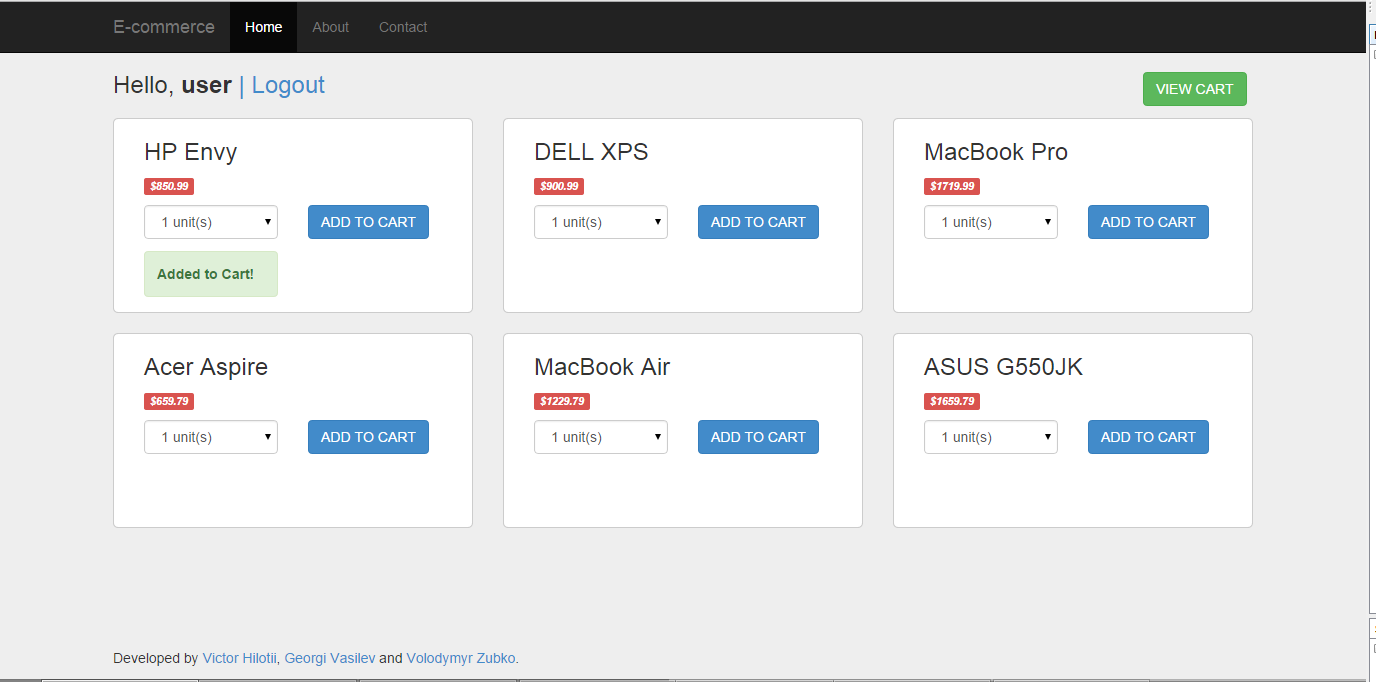 E-commerce Home About Contact
Hello, user | Logout
VIEW CART
HP Envy
$850.99
1 unit(s) ADD TO CART
Added to Cart!
DELL XPS
$900.99
1 unit(s) ADD TO CART
MacBook Pro
$1719.99
1 unit(s) ADD TO CART
Acer Aspire
$659.79
1 unit(s) ADD TO CART
MacBook Air
$1229.79
1 unit(s) ADD TO CART
ASUS G550JK
$1659.79
1 unit(s) ADD TO CART
Developed by Victor Hilotii, Georgi Vasilev and Volodymyr Zubko.